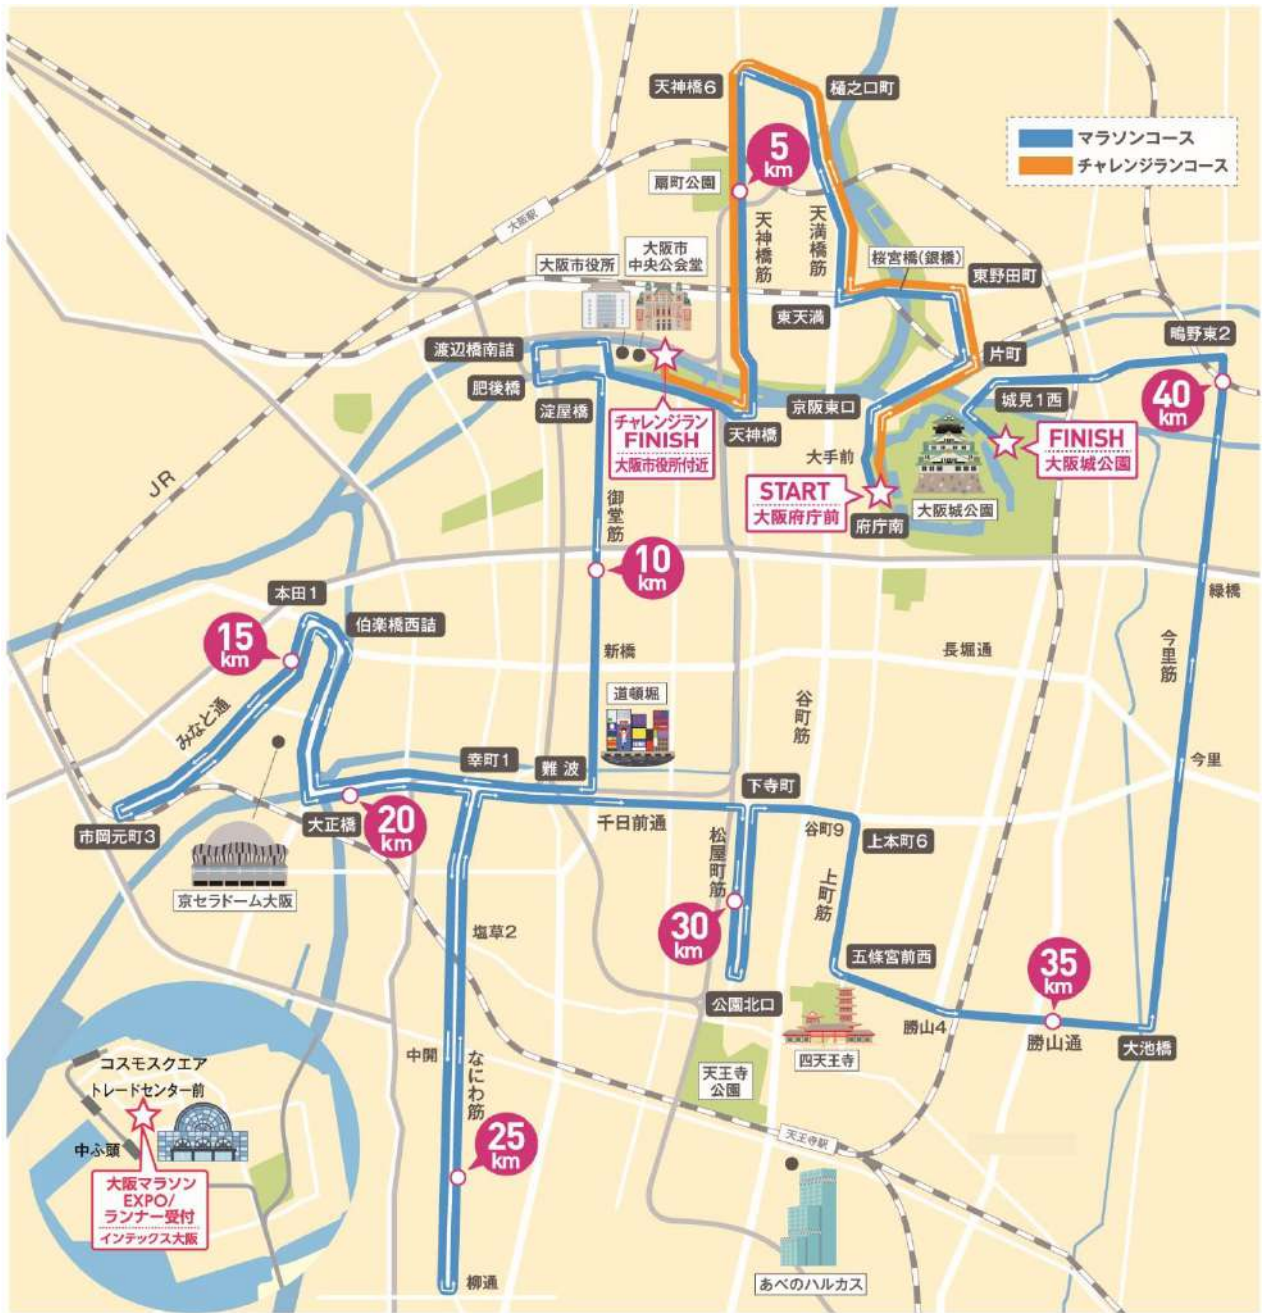 天神橋6
樋之口町
5
km
マラソンコース
チャレンジランコース
扇町公園
天神橋筋
天満橋筋
大阪駅
大阪市役所
大阪市
中央公会堂
桜宮橋(銀橋)
東野田町
東天満
片町
鴫野東2
渡辺橋南詰
肥後橋
淀屋橋
天神橋
京阪東口
城見1西
40
km
チャレンジラン
FINISH
大阪市役所付近
大手前
FINISH
大阪城公園
START
大阪府庁前
府庁南
大阪城公園
JR
御堂筋
10
km
緑橋
本田1
伯楽橋西詰
15
km
新橋
長堀通
今里筋
道頓堀
谷町筋
みなと通
幸町1
難波
下寺町
今里
市岡元町3
大正橋
20
km
千日前通
谷町9
上本町6
京セラドーム大阪
松屋町筋
上町筋
塩草2
30
km
五條宮前西
35
km
公園北口
四天王寺
勝山4
勝山通
大池橋
中開
なにわ筋
天王寺
公園
コスモスクエア
トレードセンター前
中ふ頭
25
km
天王寺駅
大阪マラソン
EXPO/
ランナー受付
インテックス大阪
柳通
あべのハルカス